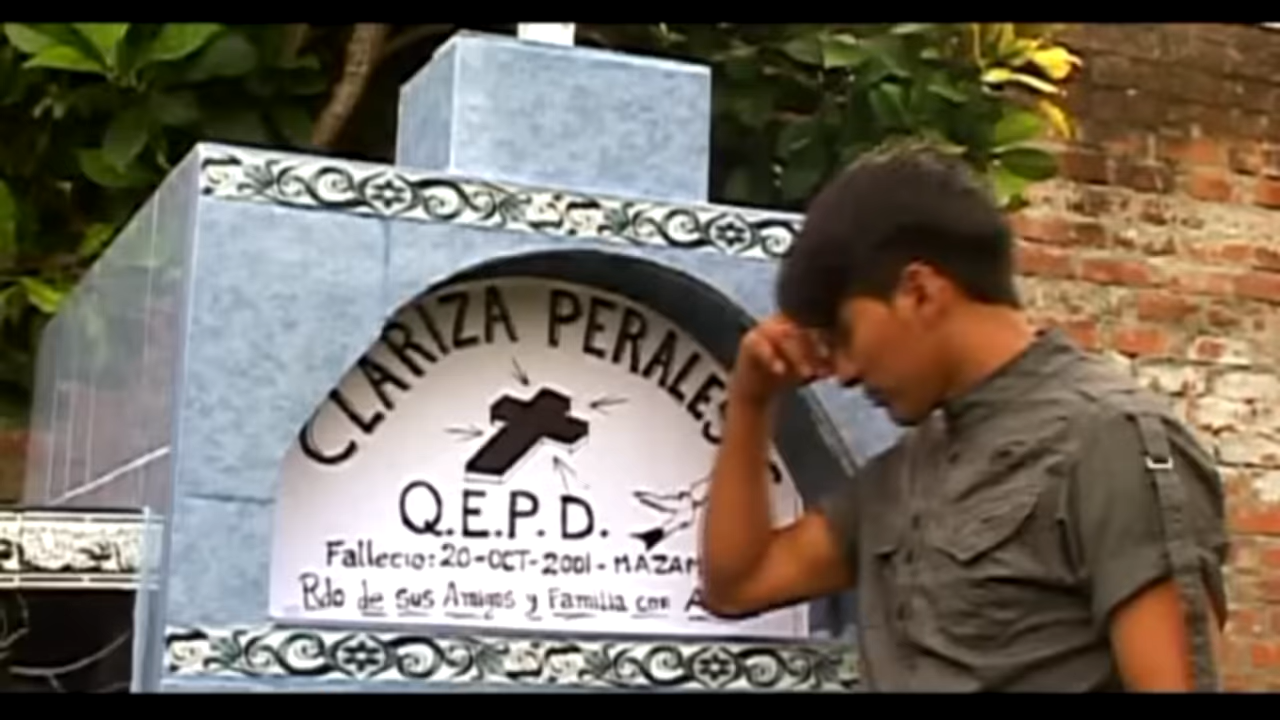 CLARIZA PERALES
Q.E.P.D.
Fallecio: 20-OCT-2001 - MAZAM
Rdo de sus Amigos y Familia con A